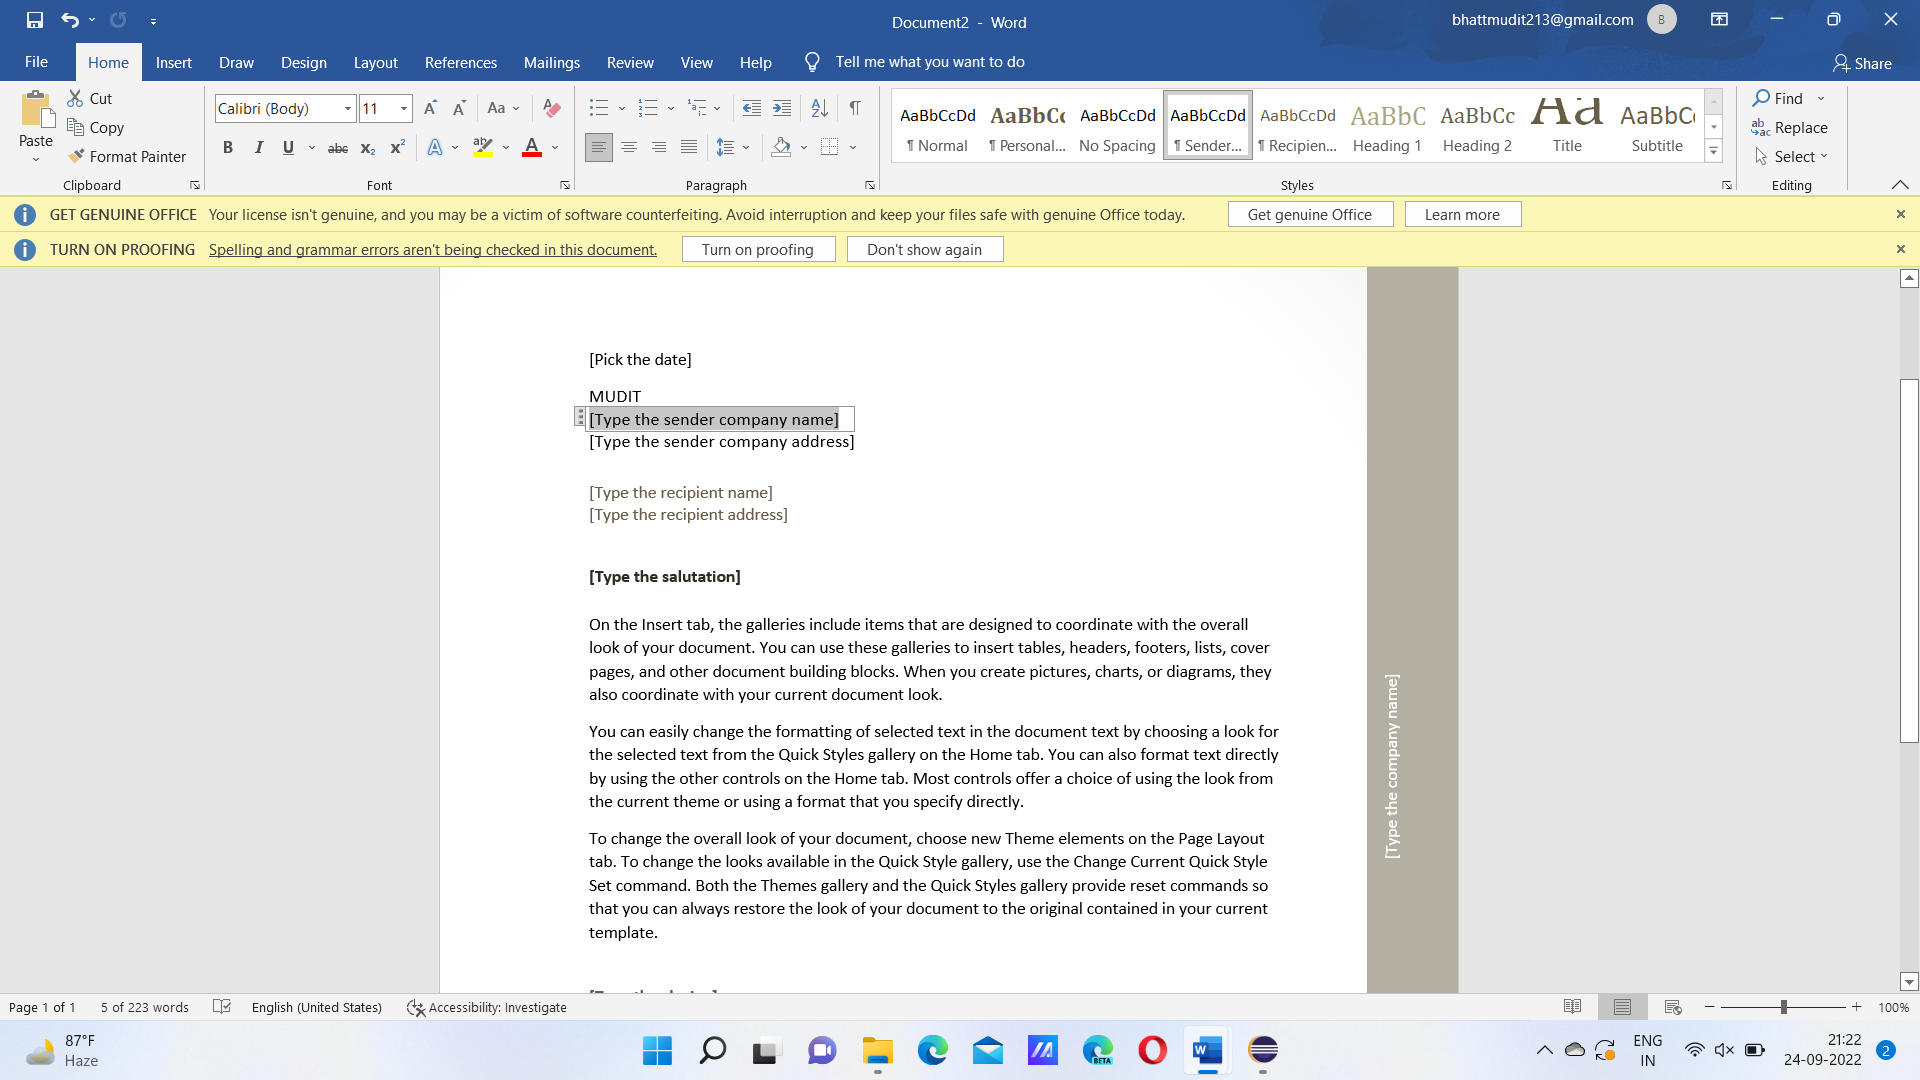 Document2 - Word
bhattmudit213@gmail.com
B
File
Home
Insert
Draw
Design
Layout
References
Mailings
Review
View
Help
Tell me what you want to do
Share
Paste
Cut
Copy
Format Painter
Clipboard
Calibri (Body)
11
Aa
B I U abc x₂ x² A ab A
Font
Paragraph
AaBbCcDd
¶ Normal
AaBbCc
¶ Personal...
AaBbCcDd
No Spacing
AaBbCcDd
¶ Sender...
AaBbCcDd
¶ Recipien...
AaBbC
Heading 1
AaBbCc
Heading 2
AaBb
Title
AaBbCc
Subtitle
Styles
Find
Replace
Select
Editing
GET GENUINE OFFICE Your license isn't genuine, and you may be a victim of software counterfeiting. Avoid interruption and keep your files safe with genuine Office today.
Get genuine Office
Learn more
TURN ON PROOFING Spelling and grammar errors aren't being checked in this document.
Turn on proofing
Don't show again
[Pick the date]
MUDIT
[Type the sender company name]
[Type the sender company address]
[Type the recipient name]
[Type the recipient address]
[Type the salutation]
On the Insert tab, the galleries include items that are designed to coordinate with the overall
look of your document. You can use these galleries to insert tables, headers, footers, lists, cover
pages, and other document building blocks. When you create pictures, charts, or diagrams, they
also coordinate with your current document look.
You can easily change the formatting of selected text in the document text by choosing a look for
the selected text from the Quick Styles gallery on the Home tab. You can also format text directly
by using the other controls on the Home tab. Most controls offer a choice of using the look from
the current theme or using a format that you specify directly.
To change the overall look of your document, choose new Theme elements on the Page Layout
tab. To change the looks available in the Quick Style gallery, use the Change Current Quick Style
Set command. Both the Themes gallery and the Quick Styles gallery provide reset commands so
that you can always restore the look of your document to the original contained in your current
template.
[Type the company name]
Page 1 of 1
5 of 223 words
English (United States)
Accessibility: Investigate
100%
87°F
Haze
BETA
W
ENG
IN
21:22
24-09-2022
2